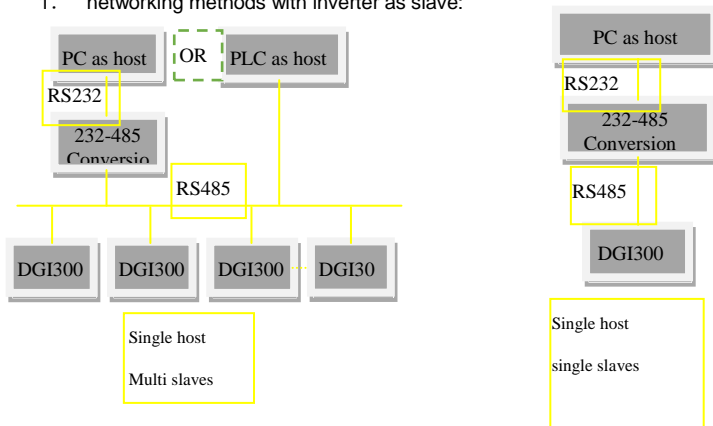 1. networking methods with inverter as slave:
PC as host
OR
PLC as host
RS232
232-485
Conversio
RS485
DGI300
DGI300
DGI300
DGI30
Single host
Multi slaves
PC as host
RS232
232-485
Conversion
RS485
DGI300
Single host
single slaves